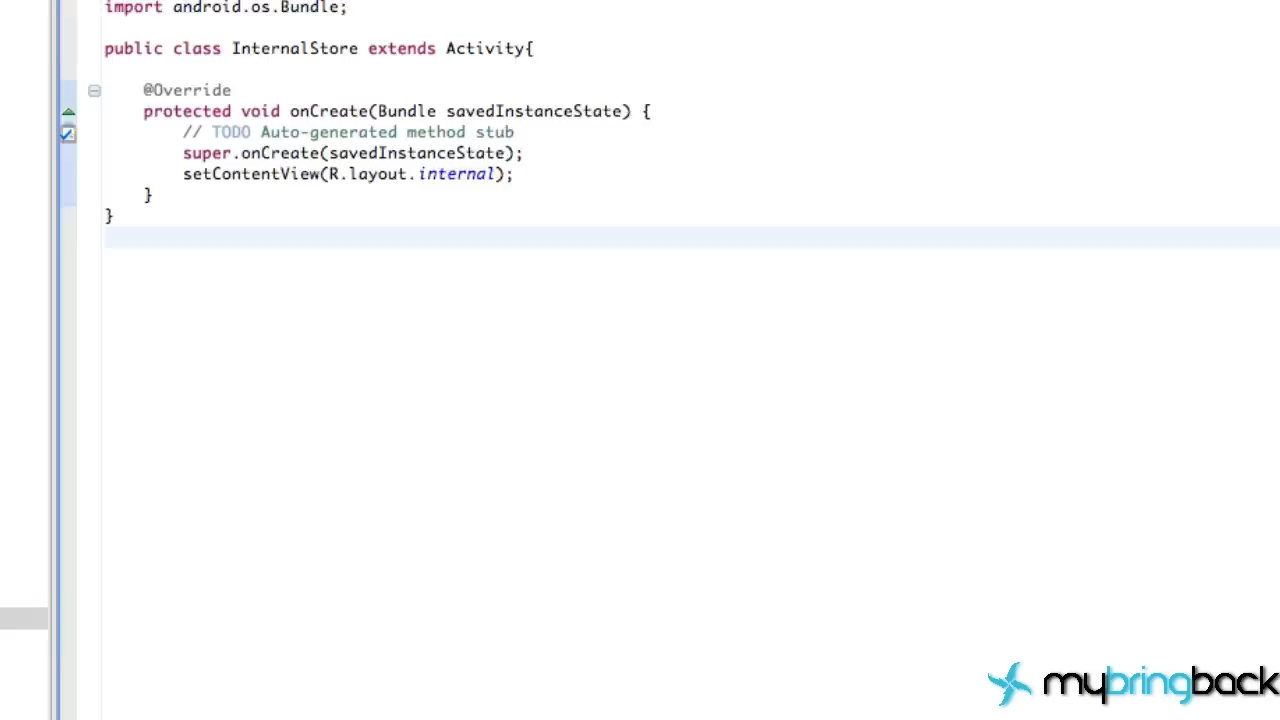 import android.os.Bundle;
public class InternalStore extends Activity{
@Override
protected void onCreate(Bundle savedInstanceState) {
// TODO Auto-generated method stub
super.onCreate(savedInstanceState);
setContentView(R.layout.internal);
}
}
mybringback